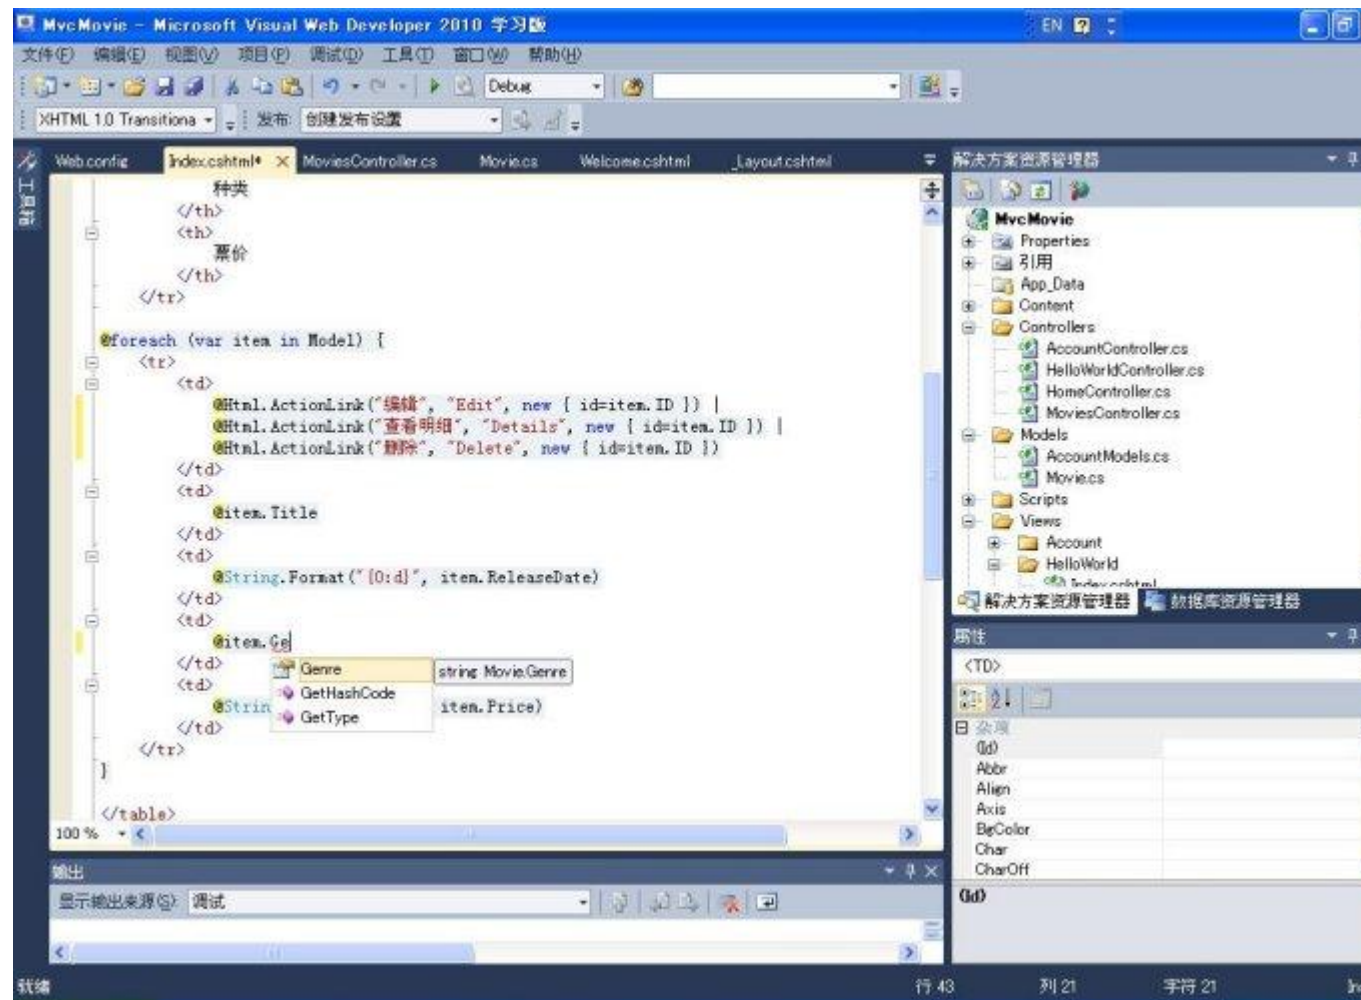 MvcMovie - Microsoft Visual Web Developer 2010 学习版
EN
文件(F) 编辑(E) 视图(V) 项目(P) 调试(D) 工具(T) 窗口(W) 帮助(H)
Debug
XHTML 1.0 Transitiona 发布: 创建发布设置
工具箱
Web.config Index.cshtml* MoviesController.cs Movie.cs Welcome.cshtml _Layout.cshtml
种类
</th>
<th>
票价
</th>
</tr>
@foreach (var item in Model) {
<tr>
<td>
@Html.ActionLink("编辑", "Edit", new { id=item.ID }) |
@Html.ActionLink("查看明细", "Details", new { id=item.ID }) |
@Html.ActionLink("删除", "Delete", new { id=item.ID })
</td>
<td>
@item.Title
</td>
<td>
@String.Format("{0:d}", item.ReleaseDate)
</td>
<td>
@item.Ge
</td>
Genre
string Movie.Genre
GetHashCode
GetType
<td>
@Strin item.Price)
</td>
</tr>
}
</table>
100 %
输出
显示输出来源(S): 调试
解决方案资源管理器
MvcMovie
Properties
引用
App_Data
Content
Controllers
AccountController.cs
HelloWorldController.cs
HomeController.cs
MoviesController.cs
Models
AccountModels.cs
Movie.cs
Scripts
Views
Account
HelloWorld
Index.cshtml
解决方案资源管理器 数据库资源管理器
属性
<TD>
杂项
(Id)
Abbr
Align
Axis
BgColor
Char
CharOff
(Id)
就绪
行 43 列 21 字符 21